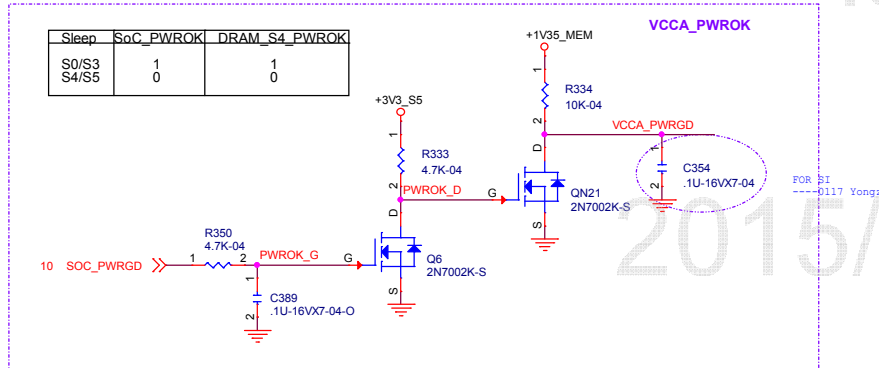 VCCA_PWROK
Sleep SoC_PWROK DRAM_S4_PWROK
S0/S3 1 1
S4/S5 0 0
+1V35_MEM
1
R334
10K-04
2
+3V3_S5
1
R333
4.7K-04
2
VCCA_PWRGD
PWROK_D
D
G
QN21
2N7002K-S
S
1
C354
.1U-16VX7-04
2
FOR SI
----0117
2015/
R350
4.7K-04
10 SOC_PWRGD 1 2 PWROK_G
D
G
Q6
2N7002K-S
S
1
C389
.1U-16VX7-04-O
2